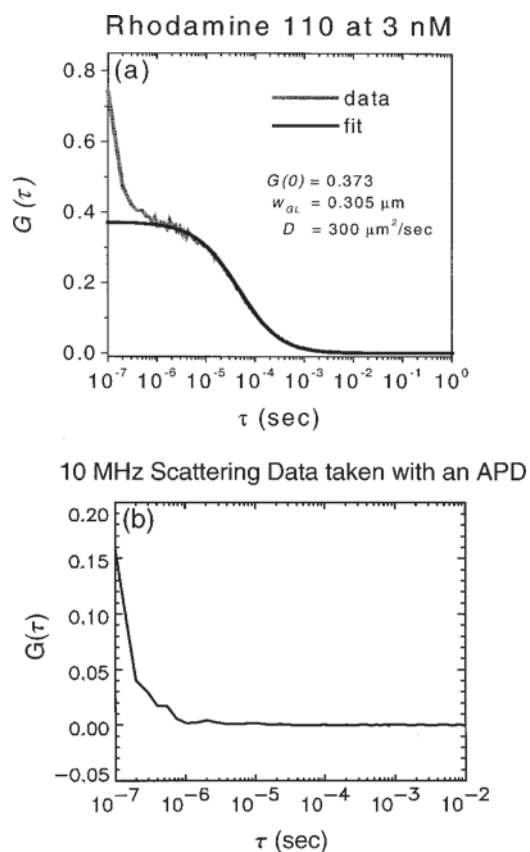 Rhodamine 110 at 3 nM
(a)
0.8
0.6
0.4
0.2
0.0
G(τ)
data
fit
G(0) = 0.373
w_GL = 0.305 μm
D = 300 μm²/sec
10⁻⁷ 10⁻⁶ 10⁻⁵ 10⁻⁴ 10⁻³ 10⁻² 10⁻¹ 10⁰
τ (sec)
10 MHz Scattering Data taken with an APD
(b)
0.20
0.15
0.10
0.05
0.00
−0.05
G(τ)
10⁻⁷ 10⁻⁶ 10⁻⁵ 10⁻⁴ 10⁻³ 10⁻²
τ (sec)